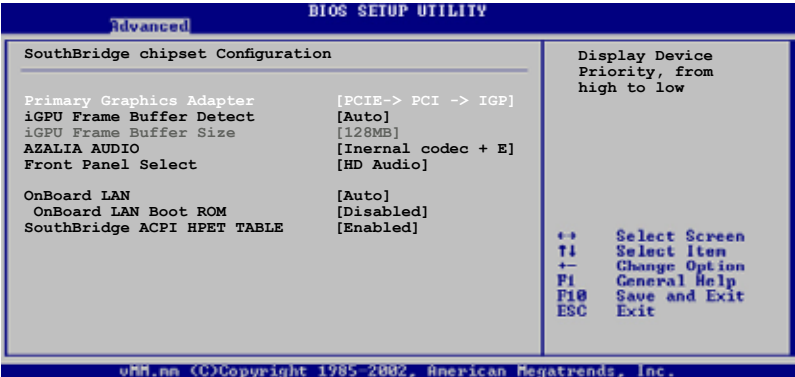 BIOS SETUP UTILITY
Advanced
SouthBridge chipset Configuration
Primary Graphics Adapter [PCIE-> PCI -> IGP]
iGPU Frame Buffer Detect [Auto]
iGPU Frame Buffer Size [128MB]
AZALIA AUDIO [Inernal codec + E]
Front Panel Select [HD Audio]
OnBoard LAN [Auto]
OnBoard LAN Boot ROM [Disabled]
SouthBridge ACPI HPET TABLE [Enabled]
Display Device
Priority, from
high to low
↔ Select Screen
↑↓ Select Item
+- Change Option
F1 General Help
F10 Save and Exit
ESC Exit
vMM.mm (C)Copyright 1985-2002, American Megatrends, Inc.